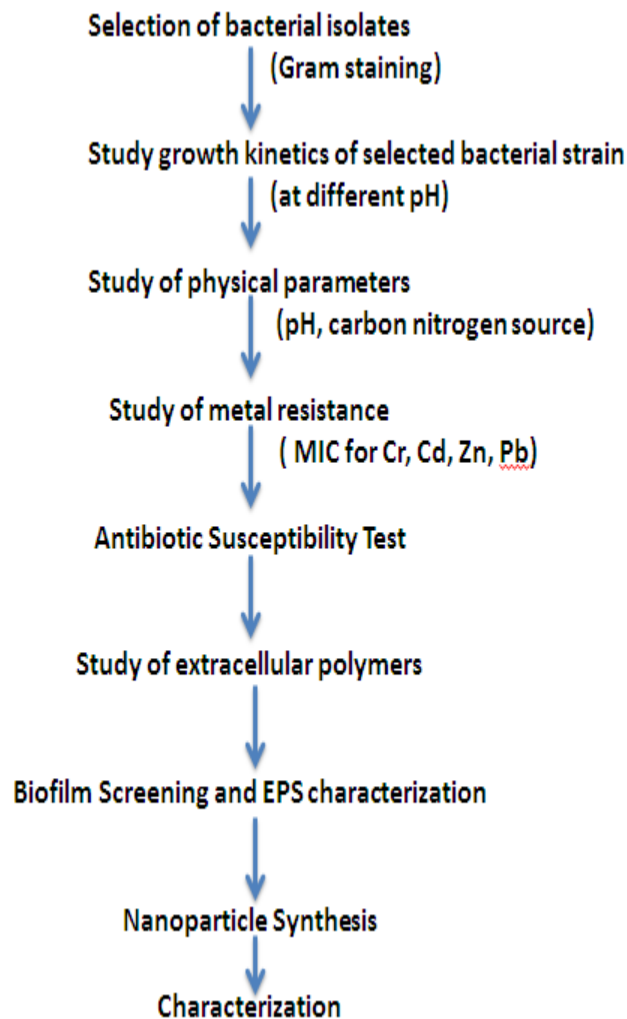 Selection of bacterial isolates
(Gram staining)
Study growth kinetics of selected bacterial strain
(at different pH)
Study of physical parameters
(pH, carbon nitrogen source)
Study of metal resistance
( MIC for Cr, Cd, Zn, Pb)
Antibiotic Susceptibility Test
Study of extracellular polymers
Biofilm Screening and EPS characterization
Nanoparticle Synthesis
Characterization